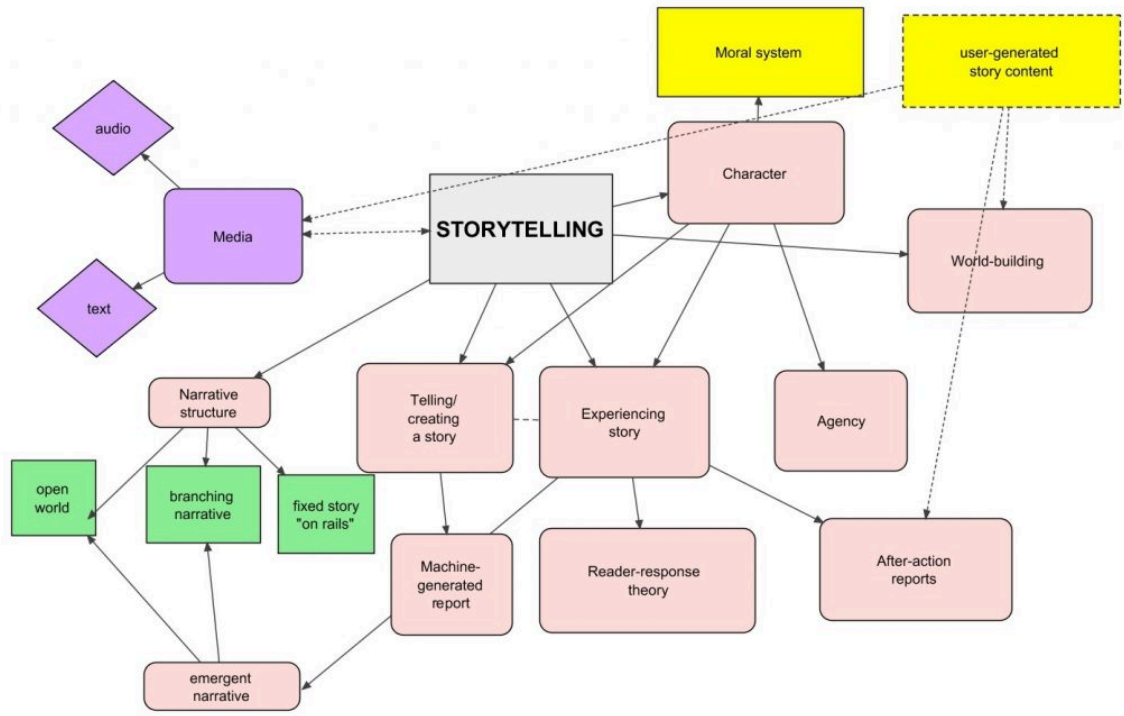 Moral system
user-generated
story content
audio
Character
STORYTELLING
Media
World-building
text
Narrative
structure
Telling/
creating
a story
Experiencing
story
Agency
open
world
branching
narrative
fixed story
"on rails"
Machine-
generated
report
Reader-response
theory
After-action
reports
emergent
narrative